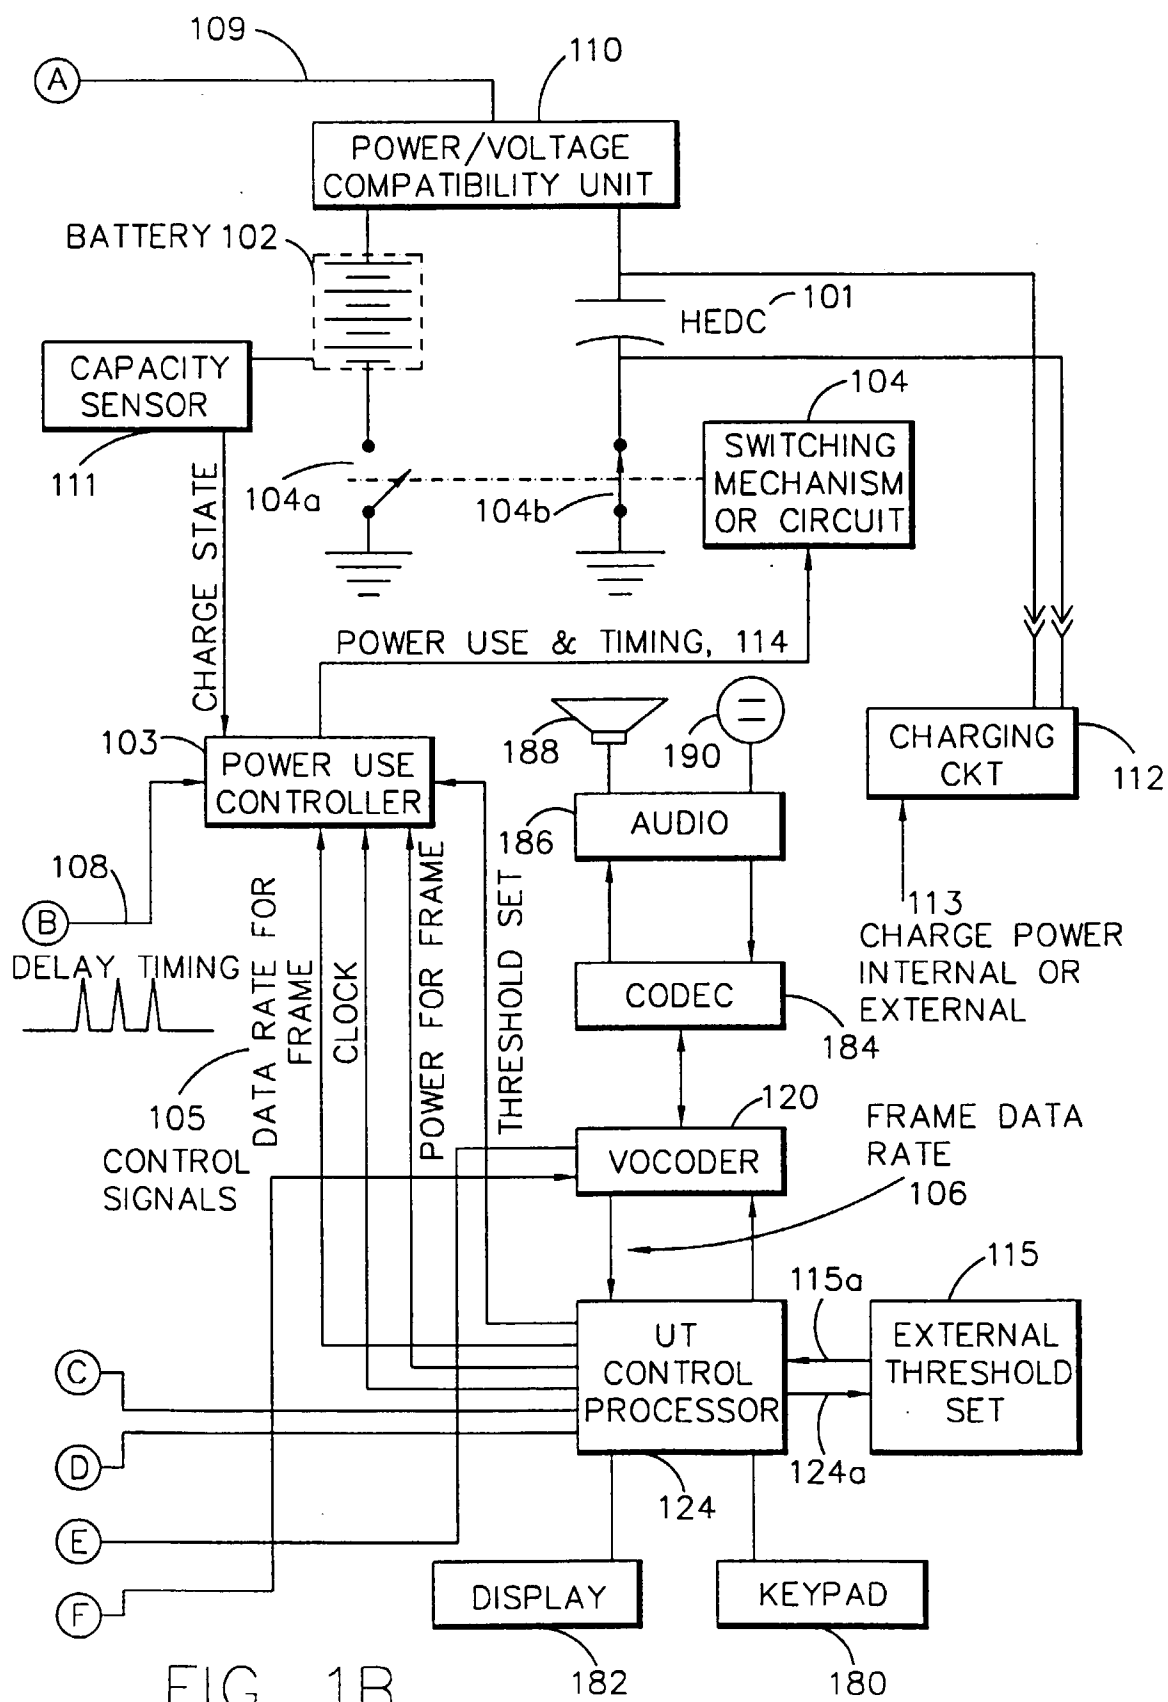 109
110
A
POWER/VOLTAGE
COMPATIBILITY UNIT
BATTERY 102
HEDC
101
CAPACITY
SENSOR
111
104
SWITCHING
MECHANISM
OR CIRCUIT
104a
104b
CHARGE STATE
POWER USE & TIMING, 114
103
POWER USE
CONTROLLER
188
190
CHARGING
CKT
112
AUDIO
186
108
B
DELAY TIMING
113
CHARGE POWER
INTERNAL OR
EXTERNAL
DATA RATE FOR
FRAME
CLOCK
POWER FOR FRAME
THRESHOLD SET
CODEC
184
105
CONTROL
SIGNALS
120
VOCODER
FRAME DATA
RATE
106
115
115a
UT
CONTROL
PROCESSOR
EXTERNAL
THRESHOLD
SET
124a
124
C
D
E
F
DISPLAY
182
KEYPAD
180
FIG. 1B